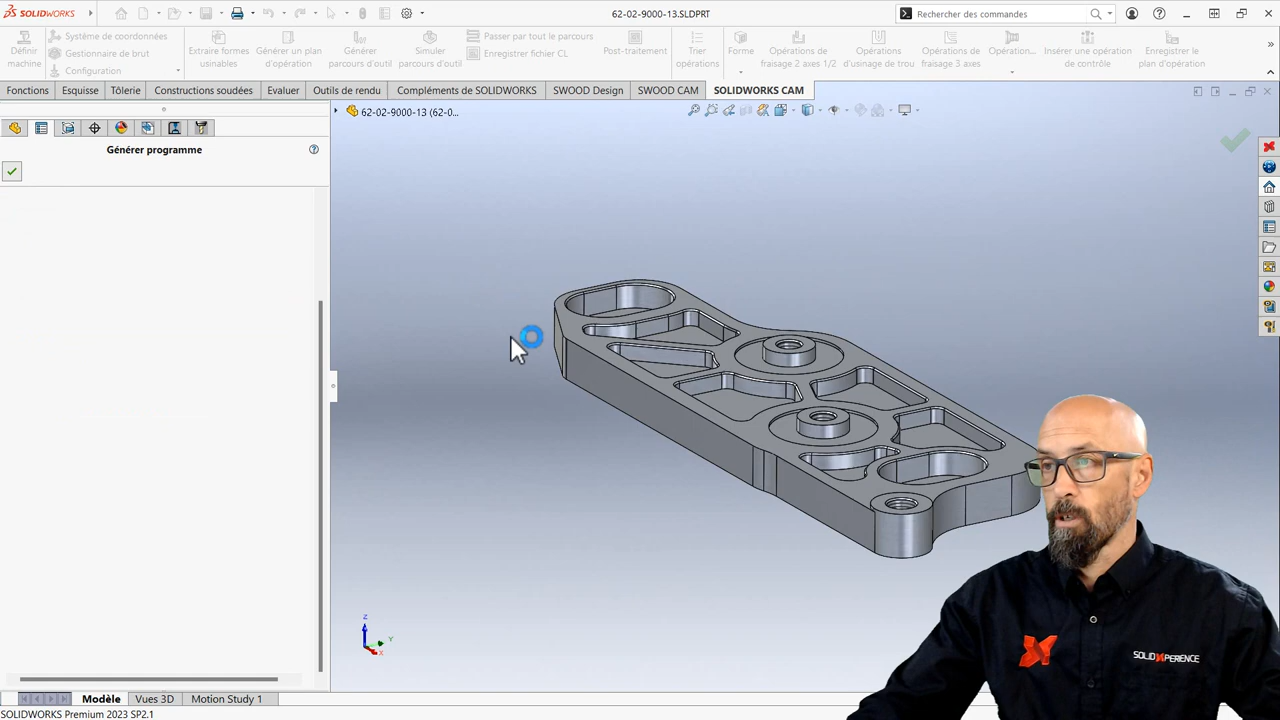 SOLIDWORKS
62-02-9000-13.SLDPRT
Rechercher des commandes
Définir machine
Système de coordonnées
Gestionnaire de brut
Configuration
Extraire formes usinables
Générer un plan d'opération
Générer parcours d'outil
Simuler parcours d'outil
Passer par tout le parcours
Enregistrer fichier CL
Post-traitement
Trier opérations
Forme
Opérations de fraisage 2 axes 1/2
Opérations d'usinage de trou
Opérations de fraisage 3 axes
Opération...
Insérer une opération de contrôle
Enregistrer le plan d'opération
Fonctions
Esquisse
Tôlerie
Constructions soudées
Evaluer
Outils de rendu
Compléments de SOLIDWORKS
SWOOD Design
SWOOD CAM
SOLIDWORKS CAM
62-02-9000-13 (62-0...
Générer programme
Z
Y
X
SOLIDXPERIENCE
Modèle
Vues 3D
Motion Study 1
SOLIDWORKS Premium 2023 SP2.1